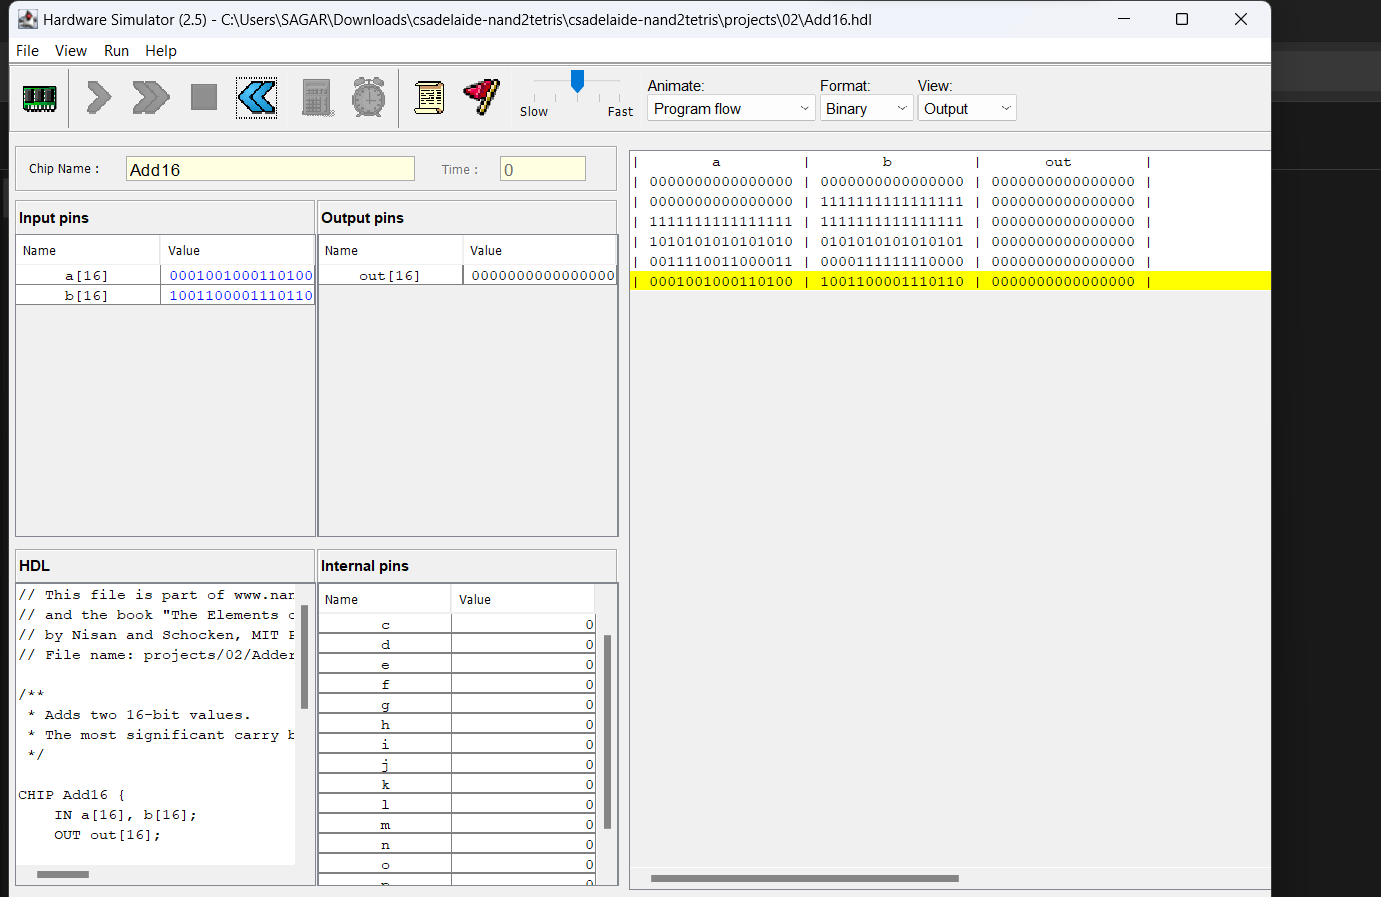 Hardware Simulator (2.5) - C:\Users\SAGAR\Downloads\csadelaide-nand2tetris\csadelaide-nand2tetris\projects\02\Add16.hdl
File View Run Help
Slow Fast
Animate: Format: View:
Program flow Binary Output
Chip Name : Add16 Time : 0
Input pins
Name Value
a[16] 0001001000110100
b[16] 1001100001110110
Output pins
Name Value
out[16] 0000000000000000
| a | b | out |
| 0000000000000000 | 0000000000000000 | 0000000000000000 |
| 0000000000000000 | 1111111111111111 | 0000000000000000 |
| 1111111111111111 | 1111111111111111 | 0000000000000000 |
| 1010101010101010 | 0101010101010101 | 0000000000000000 |
| 0011110011000011 | 0000111111110000 | 0000000000000000 |
| 0001001000110100 | 1001100001110110 | 0000000000000000 |
HDL
// This file is part of www.nan
// and the book "The Elements
// by Nisan and Schocken, MIT
// File name: projects/02/Adder
/**
* Adds two 16-bit values.
* The most significant carry b
*/
CHIP Add16 {
IN a[16], b[16];
OUT out[16];
Internal pins
Name Value
c 0
d 0
e 0
f 0
g 0
h 0
i 0
j 0
k 0
l 0
m 0
n 0
o 0